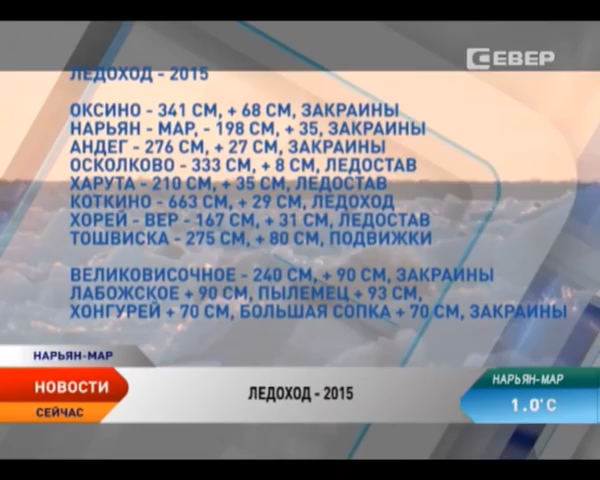 СЕВЕР
ЛЕДОХОД - 2015
ОКСИНО - 341 СМ, + 68 СМ, ЗАКРАИНЫ
НАРЬЯН - МАР, - 198 СМ, + 35, ЗАКРАИНЫ
АНДЕГ - 276 СМ, + 27 СМ, ЗАКРАИНЫ
ОСКОЛКОВО - 333 СМ, + 8 СМ, ЛЕДОСТАВ
ХАРУТА - 210 СМ, + 35 СМ, ЛЕДОСТАВ
КОТКИНО - 663 СМ, + 29 СМ, ЛЕДОХОД
ХОРЕЙ - ВЕР - 167 СМ, + 31 СМ, ЛЕДОСТАВ
ТОШВИСКА - 275 СМ, + 80 СМ, ПОДВИЖКИ
ВЕЛИКОВИСОЧНОЕ - 240 СМ, + 90 СМ, ЗАКРАИНЫ
ЛАБОЖСКОЕ + 90 СМ, ПЫЛЕМЕЦ + 93 СМ,
ХОНГУРЕЙ + 70 СМ, БОЛЬШАЯ СОПКА + 70 СМ, ЗАКРАИНЫ
НАРЬЯН-МАР
НОВОСТИ
СЕЙЧАС
ЛЕДОХОД - 2015
НАРЬЯН-МАР
1.0°C